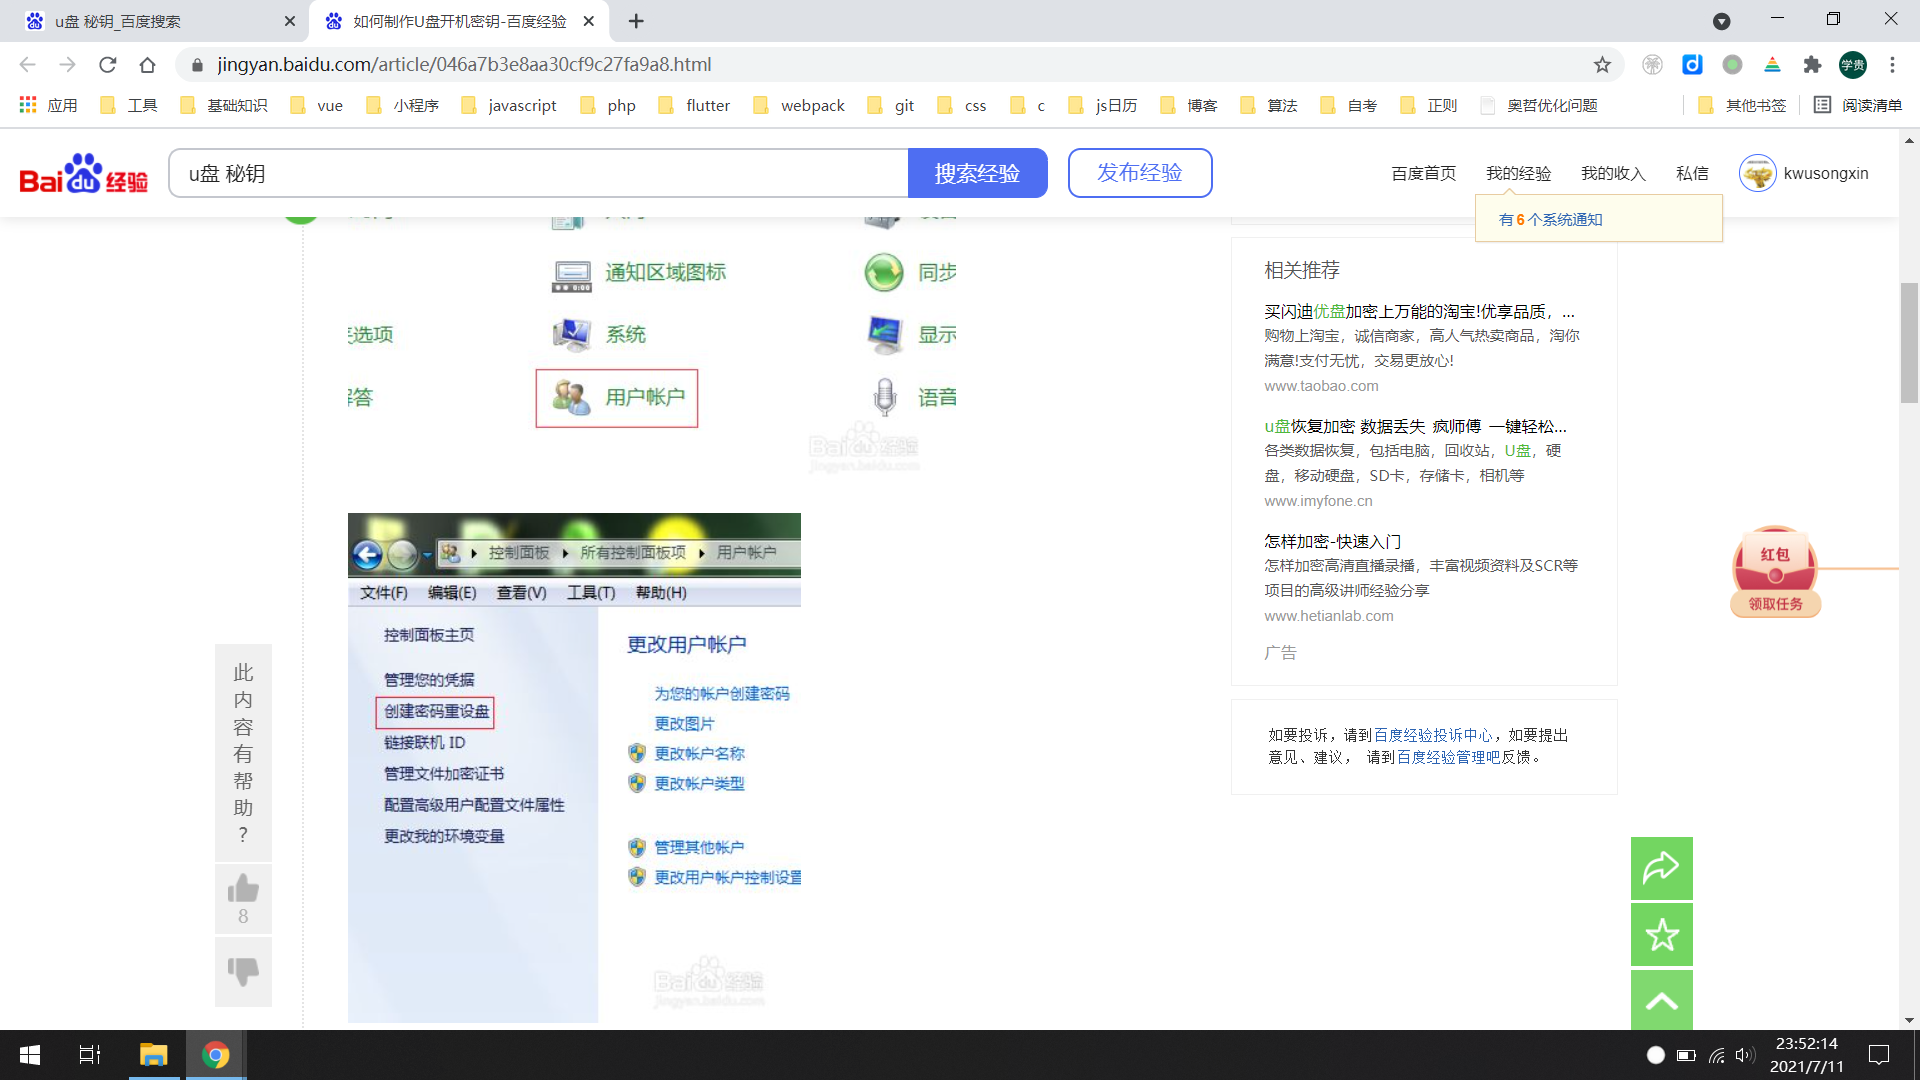 u盘 秘钥_百度搜索
如何制作U盘开机密钥-百度经验
jingyan.baidu.com/article/046a7b3e8aa30cf9c27fa9a8.html
学贵
应用 工具 基础知识 vue 小程序 javascript php flutter webpack git css c js日历 博客 算法 自考 正则 奥哲优化问题 其他书签 阅读清单
Bai du 经验
u盘 秘钥
搜索经验
发布经验
百度首页 我的经验 我的收入 私信 kwusongxin
有6个系统通知
通知区域图标 同步
选项 系统 显示
解答 用户帐户 语音
Bai du 经验
jingyan.baidu.com
控制面板 所有控制面板项 用户帐户
文件(F) 编辑(E) 查看(V) 工具(T) 帮助(H)
控制面板主页
管理您的凭据
创建密码重设盘
链接联机 ID
管理文件加密证书
配置高级用户配置文件属性
更改我的环境变量
更改用户帐户
为您的帐户创建密码
更改图片
更改帐户名称
更改帐户类型
管理其他帐户
更改用户帐户控制设置
Bai du 经验
jingyan.baidu.com
此
内
容
有
帮
助
?
8
相关推荐
买闪迪优盘加密上万能的淘宝!优享品质，...
购物上淘宝，诚信商家，高人气热卖商品，淘你
满意!支付无忧，交易更放心!
www.taobao.com
u盘恢复加密 数据丢失 疯师傅 一键轻松...
各类数据恢复，包括电脑，回收站，U盘，硬
盘，移动硬盘，SD卡，存储卡，相机等
www.imyfone.cn
怎样加密-快速入门
怎样加密高清直播录播，丰富视频资料及SCR等
项目的高级讲师经验分享
www.hetianlab.com
广告
如要投诉，请到百度经验投诉中心，如要提出
意见、建议， 请到百度经验管理吧反馈。
红包
领取任务
23:52:14
2021/7/11